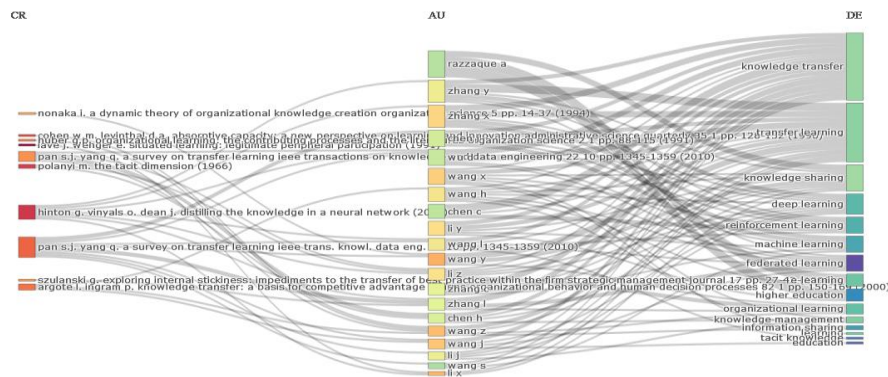 CR
AU
DE
nonaka i. a dynamic theory of organizational knowledge creation organization science 5 pp. 14-37 (1994)
cohen w.m. levinthal d.a. absorptive capacity: a new perspective on learning and innovation administrative science quarterly 35 1 pp. 128
huber g.p. organizational learning: the contributing processes and the literatures organization science 2 1 pp. 88-115 (1991)
lave j. wenger e. situated learning: legitimate peripheral participation (1991)
pan s.j. yang q. a survey on transfer learning ieee transactions on knowledge and data engineering 22 10 pp. 1345-1359 (2010)
polanyi m. the tacit dimension (1966)
hinton g. vinyals o. dean j. distilling the knowledge in a neural network
pan s.j. yang q. a survey on transfer learning ieee trans. knowl. data eng. 22 10 pp. 1345-1359 (2010)
szulanski g. exploring internal stickiness: impediments to the transfer of best practice within the firm strategic management journal 17 pp. 27-
argote l. ingram p. knowledge transfer: a basis for competitive advantage in organizational behavior and human decision processes 82 1 pp. 150-169 (2000)
razzaque a
zhang y
zhang x
wang x
wang h
chen c
li y
wang y
li z
zhang l
chen h
wang z
wang j
li j
wang s
li x
knowledge transfer
transfer learning
knowledge sharing
deep learning
reinforcement learning
machine learning
federated learning
e-learning
higher education
organizational learning
knowledge management
information sharing
learning
tacit knowledge
education